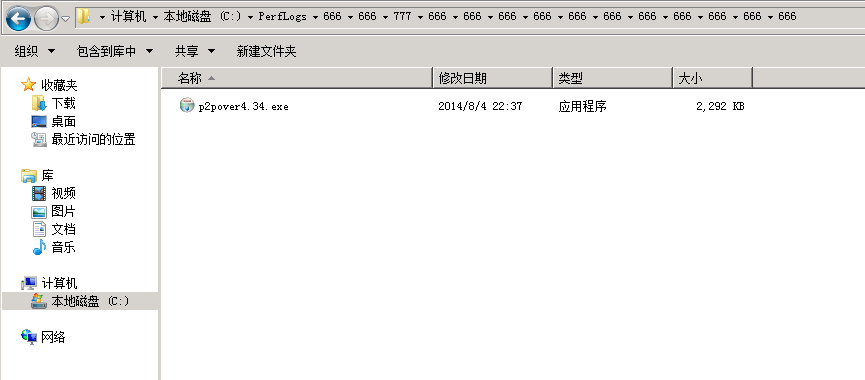 计算机 本地磁盘 (C:) PerfLogs 666 666 777 666 666 666 666 666 666 666 666 666 666
组织 包含到库中 共享 新建文件夹
收藏夹
下载
桌面
最近访问的位置
库
视频
图片
文档
音乐
计算机
本地磁盘 (C:)
网络
名称 修改日期 类型 大小
p2pover4.34.exe 2014/8/4 22:37 应用程序 2,292 KB